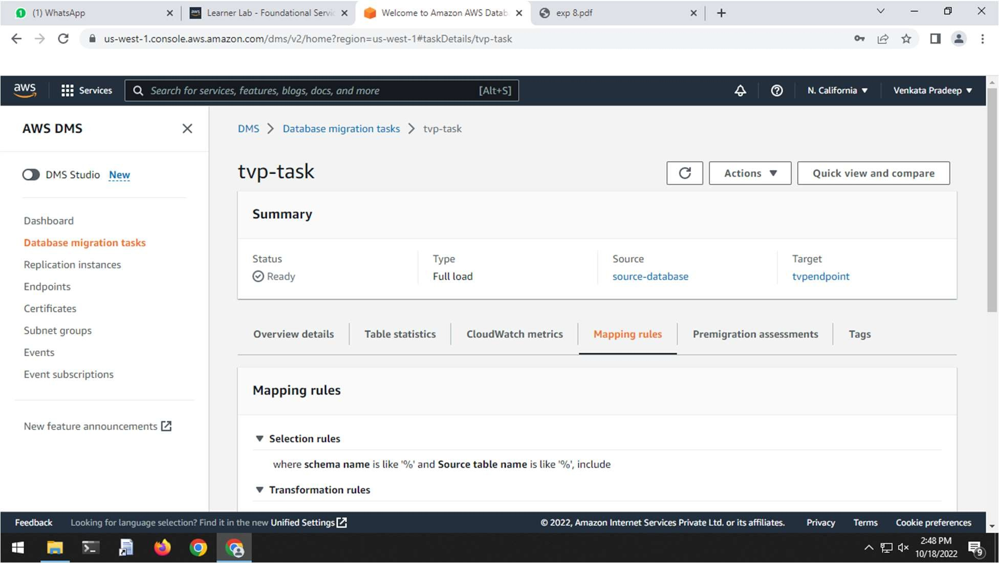 (1) WhatsApp
Learner Lab - Foundational Servic
Welcome to Amazon AWS Datab
exp 8.pdf
us-west-1.console.aws.amazon.com/dms/v2/home?region=us-west-1#taskDetails/tvp-task
aws
Services
Search for services, features, blogs, docs, and more
[Alt+S]
N. California
Venkata Pradeep
AWS DMS
DMS Studio New
Dashboard
Database migration tasks
Replication instances
Endpoints
Certificates
Subnet groups
Events
Event subscriptions
New feature announcements
DMS
Database migration tasks
tvp-task
tvp-task
Actions
Quick view and compare
Summary
Status
Ready
Type
Full load
Source
source-database
Target
tvpendpoint
Overview details
Table statistics
CloudWatch metrics
Mapping rules
Premigration assessments
Tags
Mapping rules
Selection rules
where schema name is like '%' and Source table name is like '%', include
Transformation rules
Feedback
Looking for language selection? Find it in the new Unified Settings
© 2022, Amazon Internet Services Private Ltd. or its affiliates.
Privacy
Terms
Cookie preferences
2:48 PM
10/18/2022
9